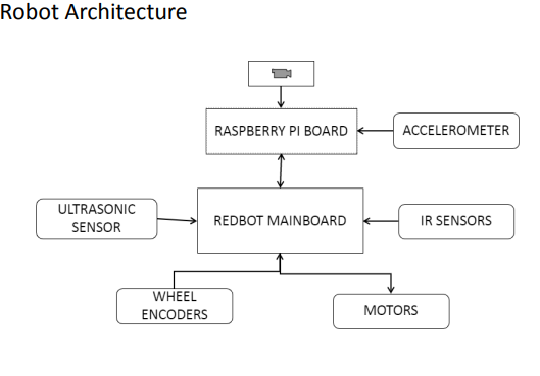 Robot Architecture
RASPBERRY PI BOARD
ACCELEROMETER
ULTRASONIC
SENSOR
REDBOT MAINBOARD
IR SENSORS
WHEEL
ENCODERS
MOTORS